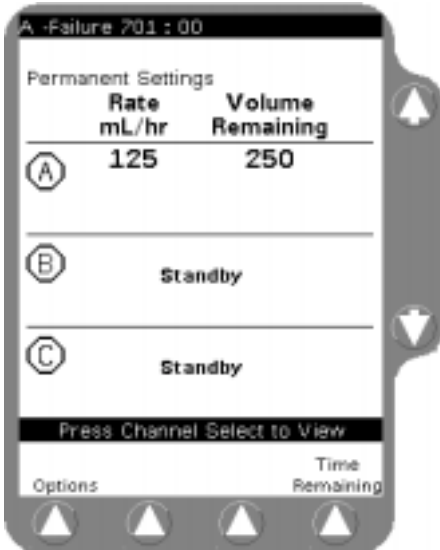 A -Failure 701 : 00
Permanent Settings
Rate Volume
mL/hr Remaining
A 125 250
B Standby
C Standby
Press Channel Select to View
Time
Options Remaining